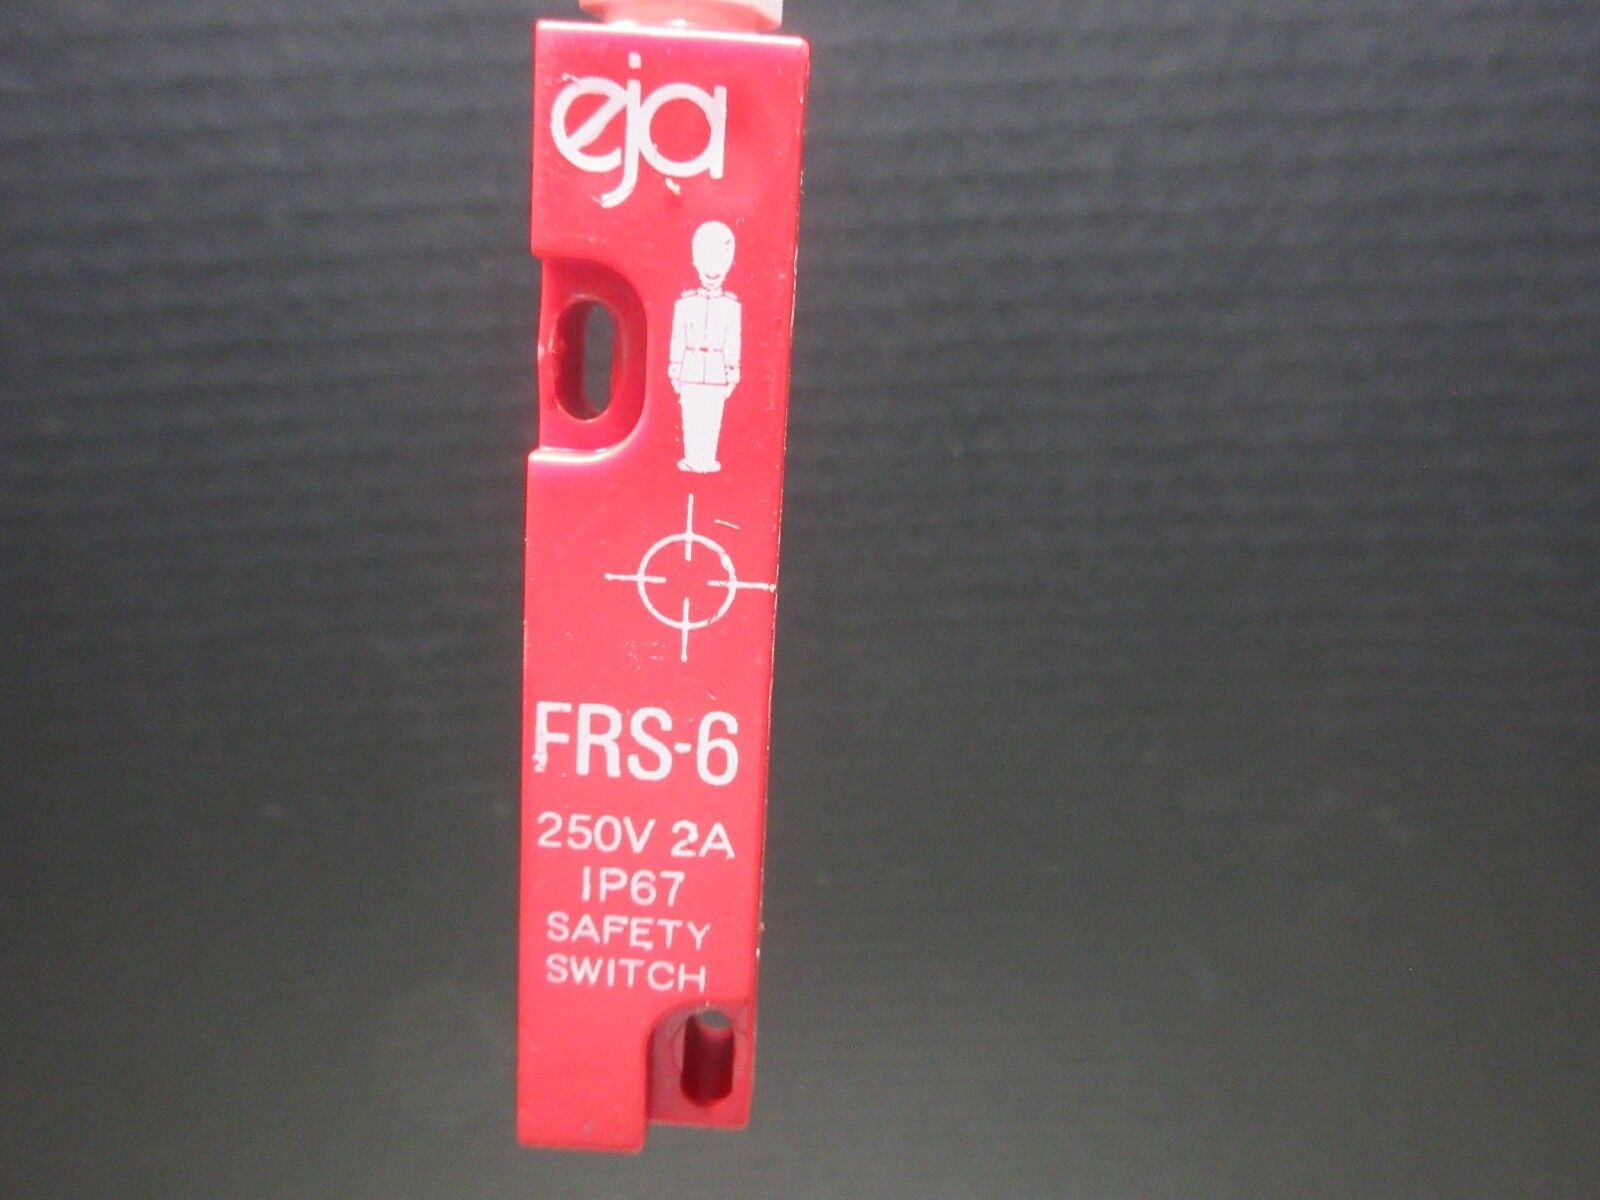 eja
FRS-6
250V 2A
IP67
SAFETY
SWITCH